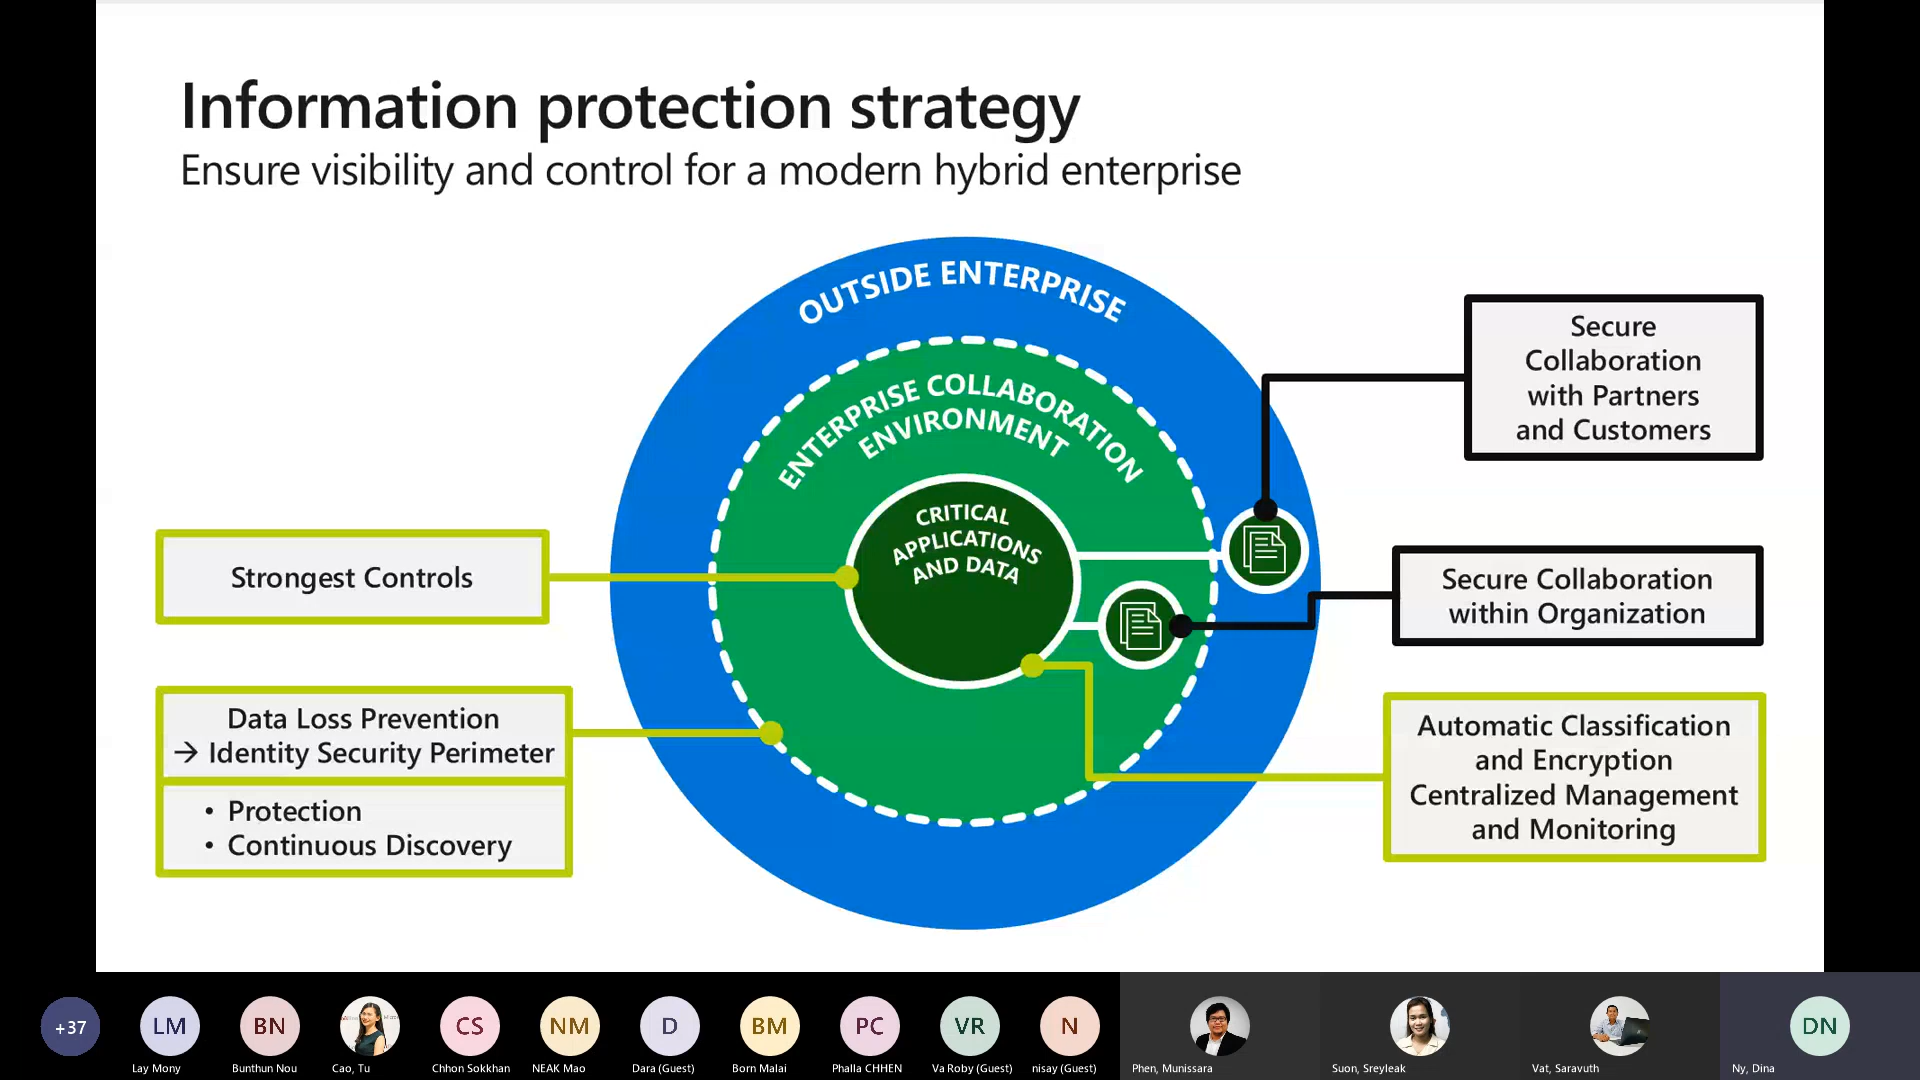 Information protection strategy
Ensure visibility and control for a modern hybrid enterprise
OUTSIDE ENTERPRISE
ENTERPRISE COLLABORATION
ENVIRONMENT
CRITICAL
APPLICATIONS
AND DATA
Strongest Controls
Data Loss Prevention
→ Identity Security Perimeter
• Protection
• Continuous Discovery
Secure
Collaboration
with Partners
and Customers
Secure Collaboration
within Organization
Automatic Classification
and Encryption
Centralized Management
and Monitoring
+37
LM
BN
CS
NM
D
BM
PC
VR
N
DN
Lay Mony
Bunthun Nou
Cao, Tu
Chhon Sokkhan
NEAK Mao
Dara (Guest)
Born Malai
Phalla CHHEN
Va Roby (Guest)
nisay (Guest)
Phen, Munissara
Suon, Sreyleak
Vat, Saravuth
Ny, Dina